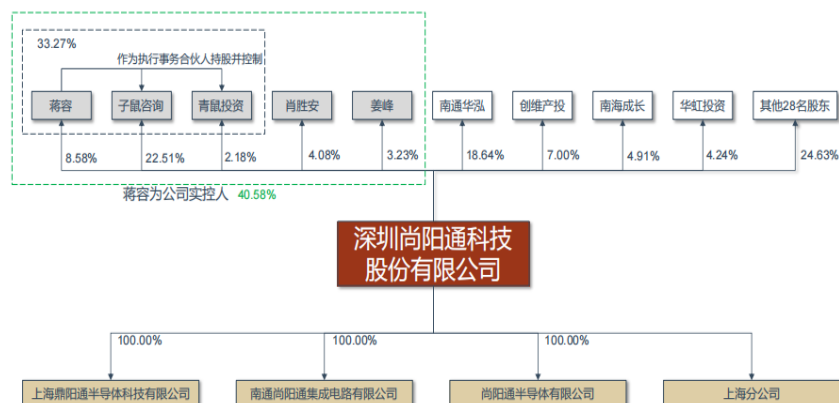 33.27%
作为执行事务合伙人持股并控制
蒋容
子鼠咨询
青鼠投资
肖胜安
姜峰
南通华泓
创维产投
南海成长
华虹投资
其他28名股东
8.58%
22.51%
2.18%
4.08%
3.23%
18.64%
7.00%
4.91%
4.24%
24.63%
蒋容为公司实控人 40.58%
深圳尚阳通科技
股份有限公司
100.00%
100.00%
100.00%
上海鼎阳通半导体科技有限公司
南通尚阳通集成电路有限公司
尚阳通半导体有限公司
上海分公司